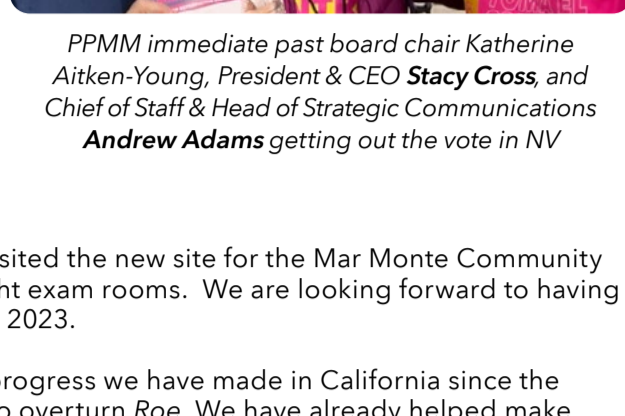 PPMM immediate past board chair Katherine
Aitken-Young, President & CEO Stacy Cross, and
Chief of Staff & Head of Strategic Communications
Andrew Adams getting out the vote in NV
sited the new site for the Mar Monte Community
ht exam rooms.  We are looking forward to having
2023.
progress we have made in California since the
o overturn Roe. We have already helped make